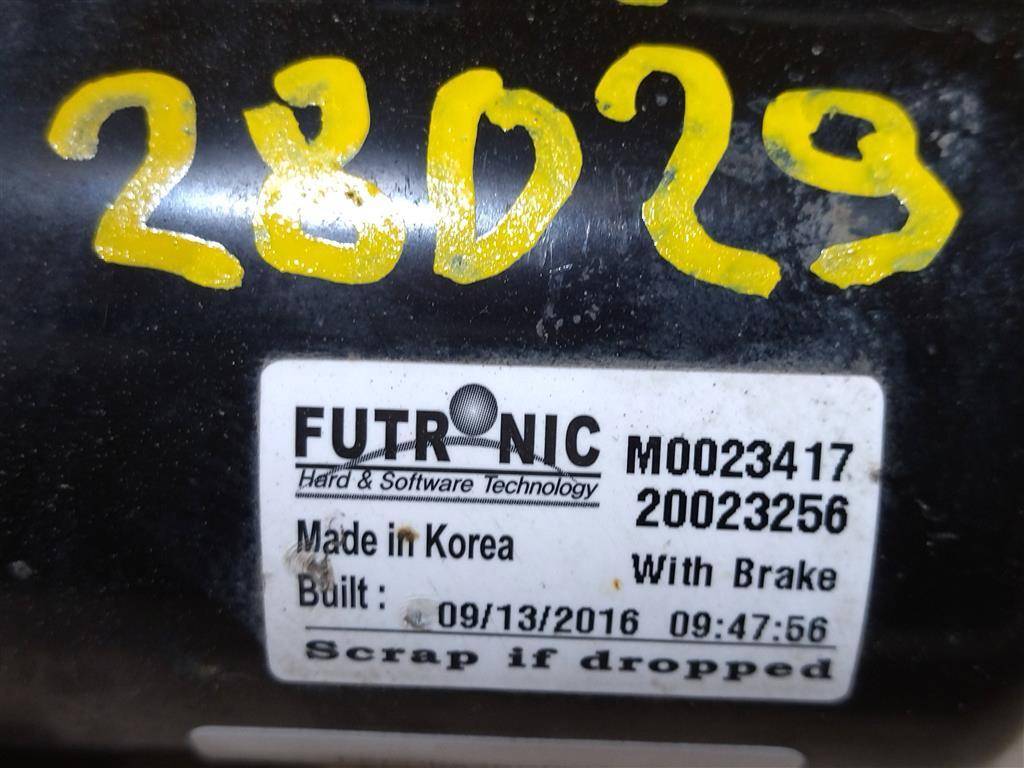 28029
FUTRONIC
Hard & Software Technology
M0023417
20023256
Made in Korea
With Brake
Built : 09/13/2016 09:47:56
Scrap if dropped